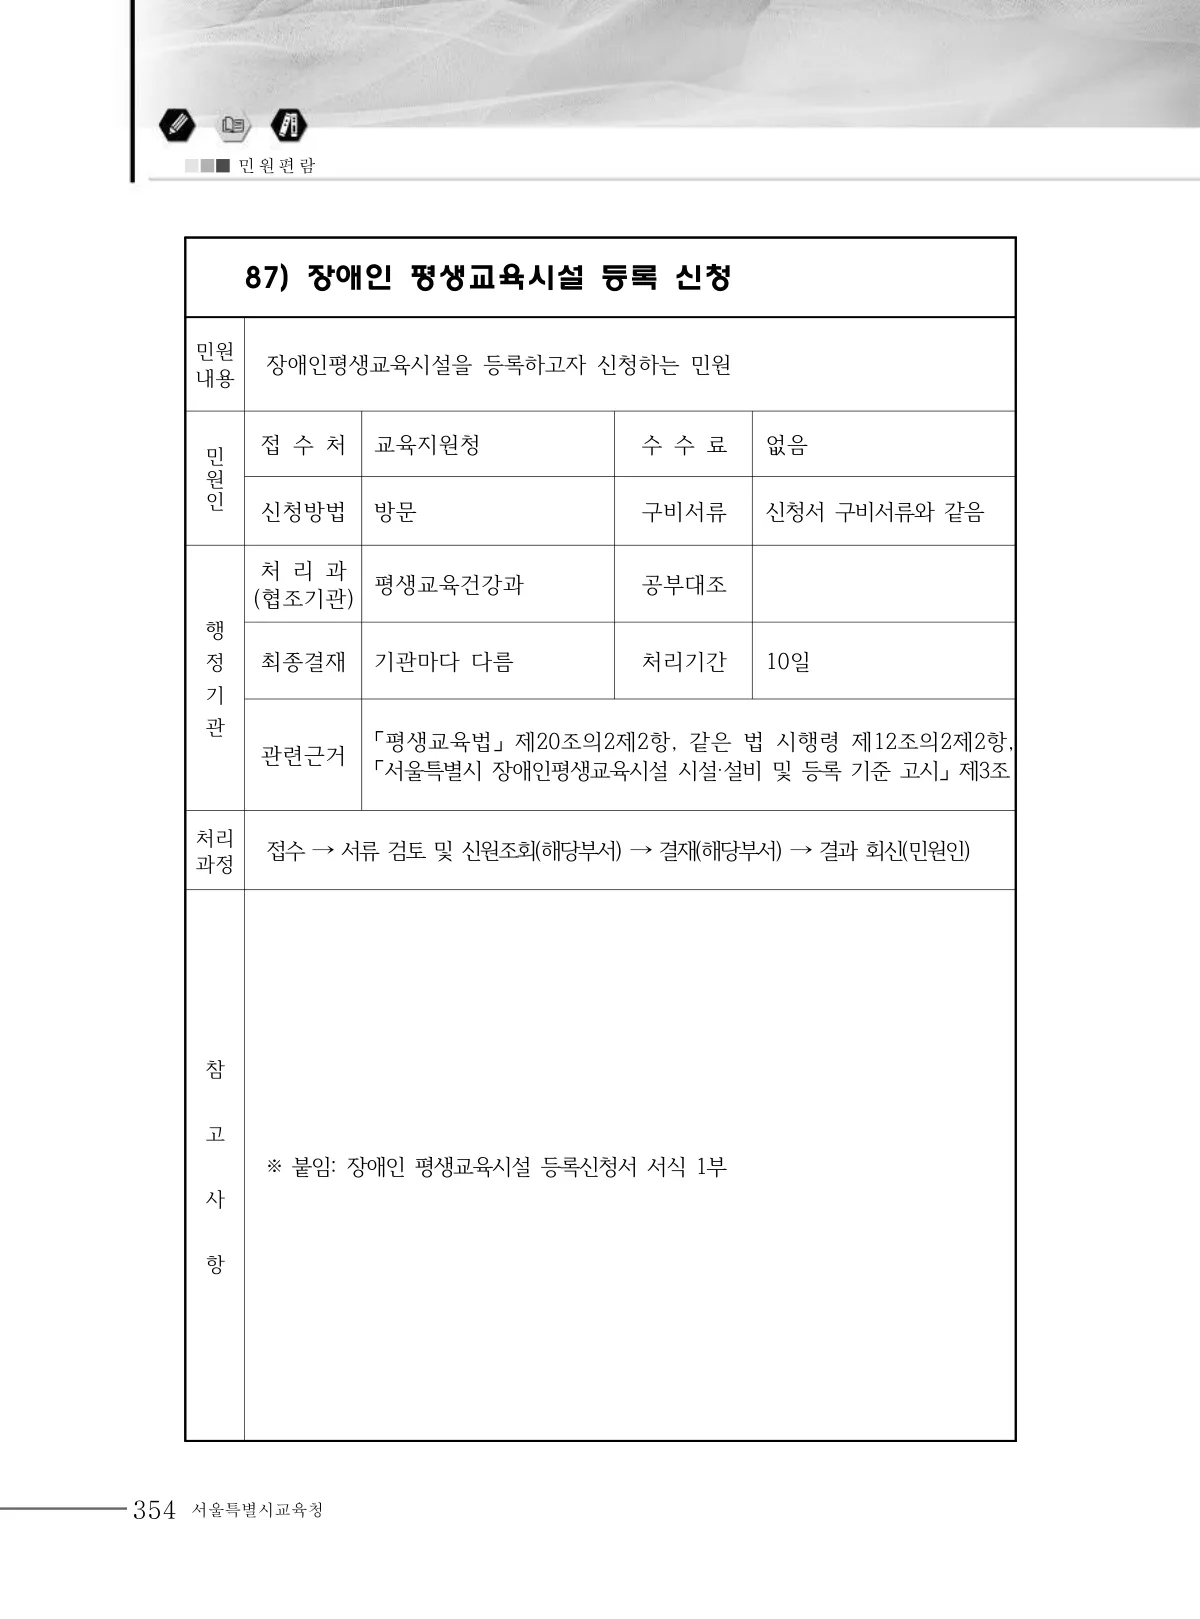 민원편람
87) 장애인 평생교육시설 등록 신청
민원
내용
장애인평생교육시설을 등록하고자 신청하는 민원
민원인
접 수 처
교육지원청
수 수 료
없음
신청방법
방문
구비서류
신청서 구비서류와 같음
행정기관
처 리 과
(협조기관)
평생교육건강과
공부대조
최종결재
기관마다 다름
처리기간
10일
관련근거
「평생교육법」 제20조의2제2항, 같은 법 시행령 제12조의2제2항,
「서울특별시 장애인평생교육시설 시설·설비 및 등록 기준 고시」 제3조
처리
과정
접수 → 서류 검토 및 신원조회(해당부서) → 결재(해당부서) → 결과 회신(민원인)
참
고
사
항
※ 붙임: 장애인 평생교육시설 등록신청서 서식 1부
354 서울특별시교육청